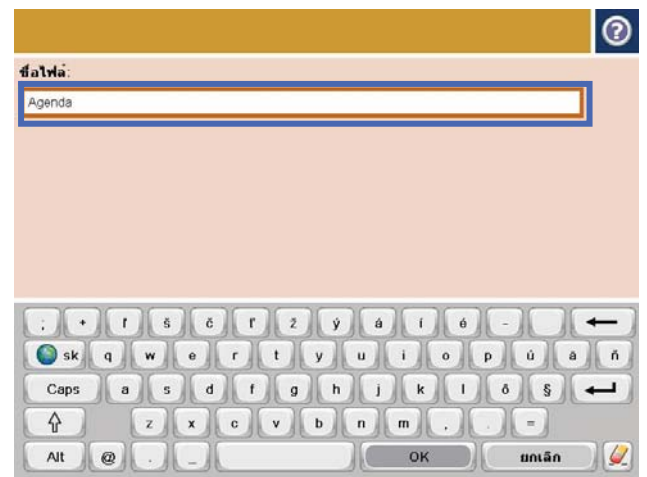 ชื่อไฟล์:
Agenda
; + ľ š č ť ž ý á í é -
sk q w e r t y u i o p ú ä ň
Caps a s d f g h j k l ô §
z x c v b n m , . =
Alt @ . _ OK ยกเลิก